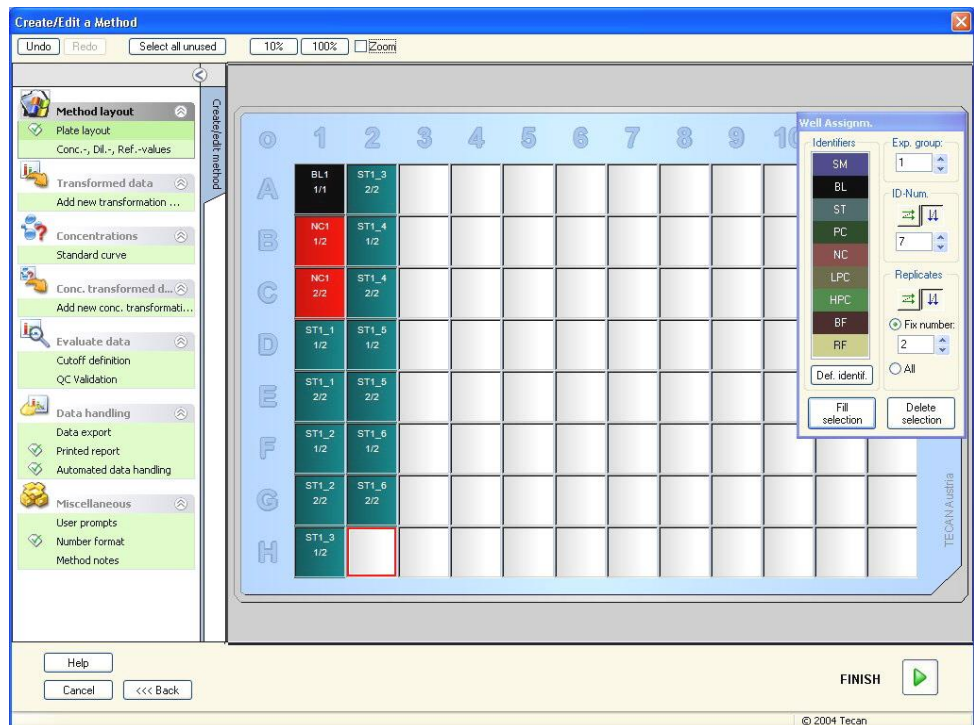 Create/Edit a Method
Undo Redo Select all unused 10% 100% Zoom
Create/edit method
Method layout
Plate layout
Conc.-, Dil.-, Ref.-values
Transformed data
Add new transformation ...
Concentrations
Standard curve
Conc. transformed d...
Add new conc. transformati...
Evaluate data
Cutoff definition
QC Validation
Data handling
Data export
Printed report
Automated data handling
Miscellaneous
User prompts
Number format
Method notes
o 1 2 3 4 5 6 7 8 9 10
A BL1 ST1_3
1/1 2/2
B NC1 ST1_4
1/2 1/2
C NC1 ST1_4
2/2 2/2
D ST1_1 ST1_5
1/2 1/2
E ST1_1 ST1_5
2/2 2/2
F ST1_2 ST1_6
1/2 1/2
G ST1_2 ST1_6
2/2 2/2
H ST1_3
1/2
Well Assignm.
Identifiers
SM
BL
ST
PC
NC
LPC
HPC
BF
RF
Def. identif.
Exp. group:
1
ID-Num.
7
Replicates
Fix number:
2
All
Fill
selection
Delete
selection
TECAN Austria
Help
Cancel <<< Back
FINISH
© 2004 Tecan